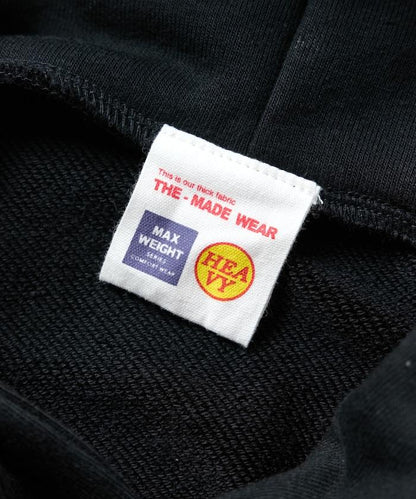 This is our thick fabric
THE - MADE WEAR
MAX
WEIGHT
SERIES
COMFORT WEAR
HEA
VY